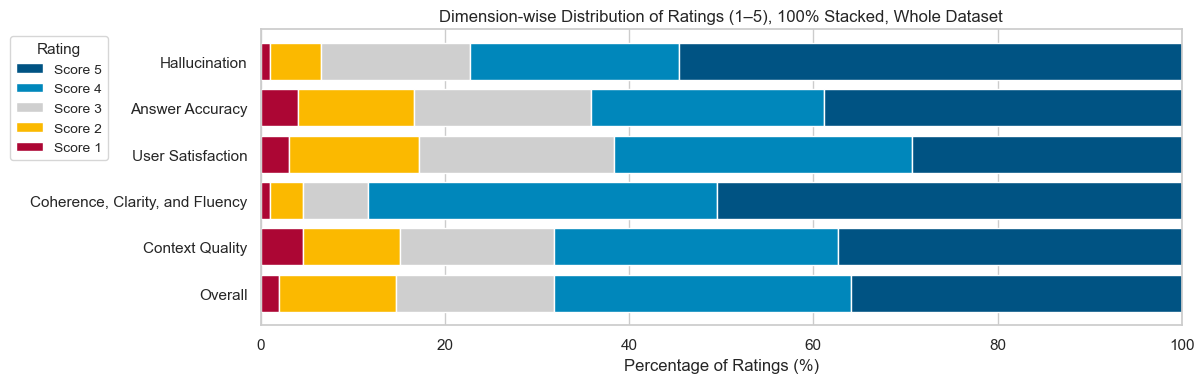 Dimension-wise Distribution of Ratings (1–5), 100% Stacked, Whole Dataset
Rating
Score 5
Score 4
Score 3
Score 2
Score 1
Hallucination
Answer Accuracy
User Satisfaction
Coherence, Clarity, and Fluency
Context Quality
Overall
0 20 40 60 80 100
Percentage of Ratings (%)